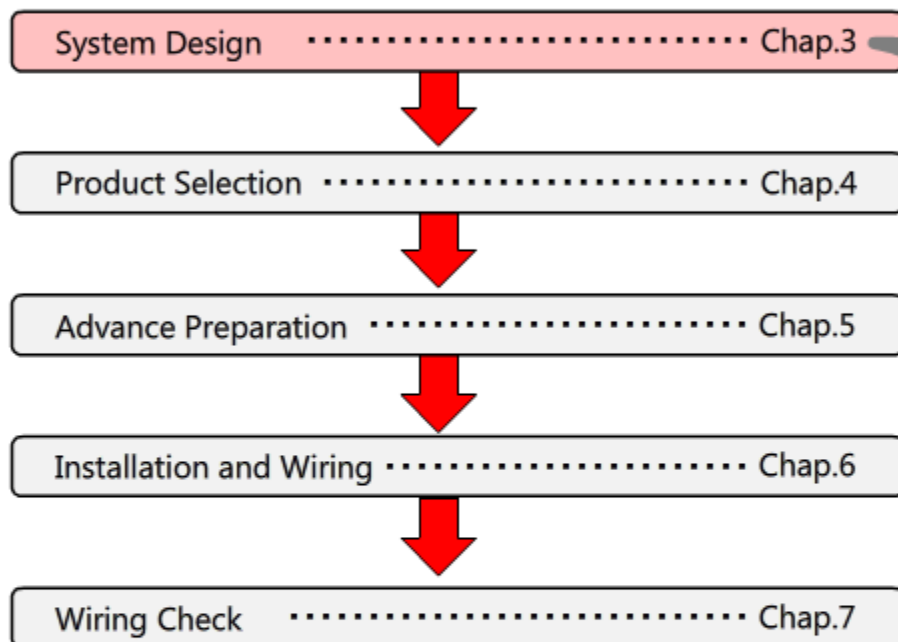 System Design ............................ Chap.3
Product Selection ........................... Chap.4
Advance Preparation ........................ Chap.5
Installation and Wiring ....................... Chap.6
Wiring Check ............................. Chap.7